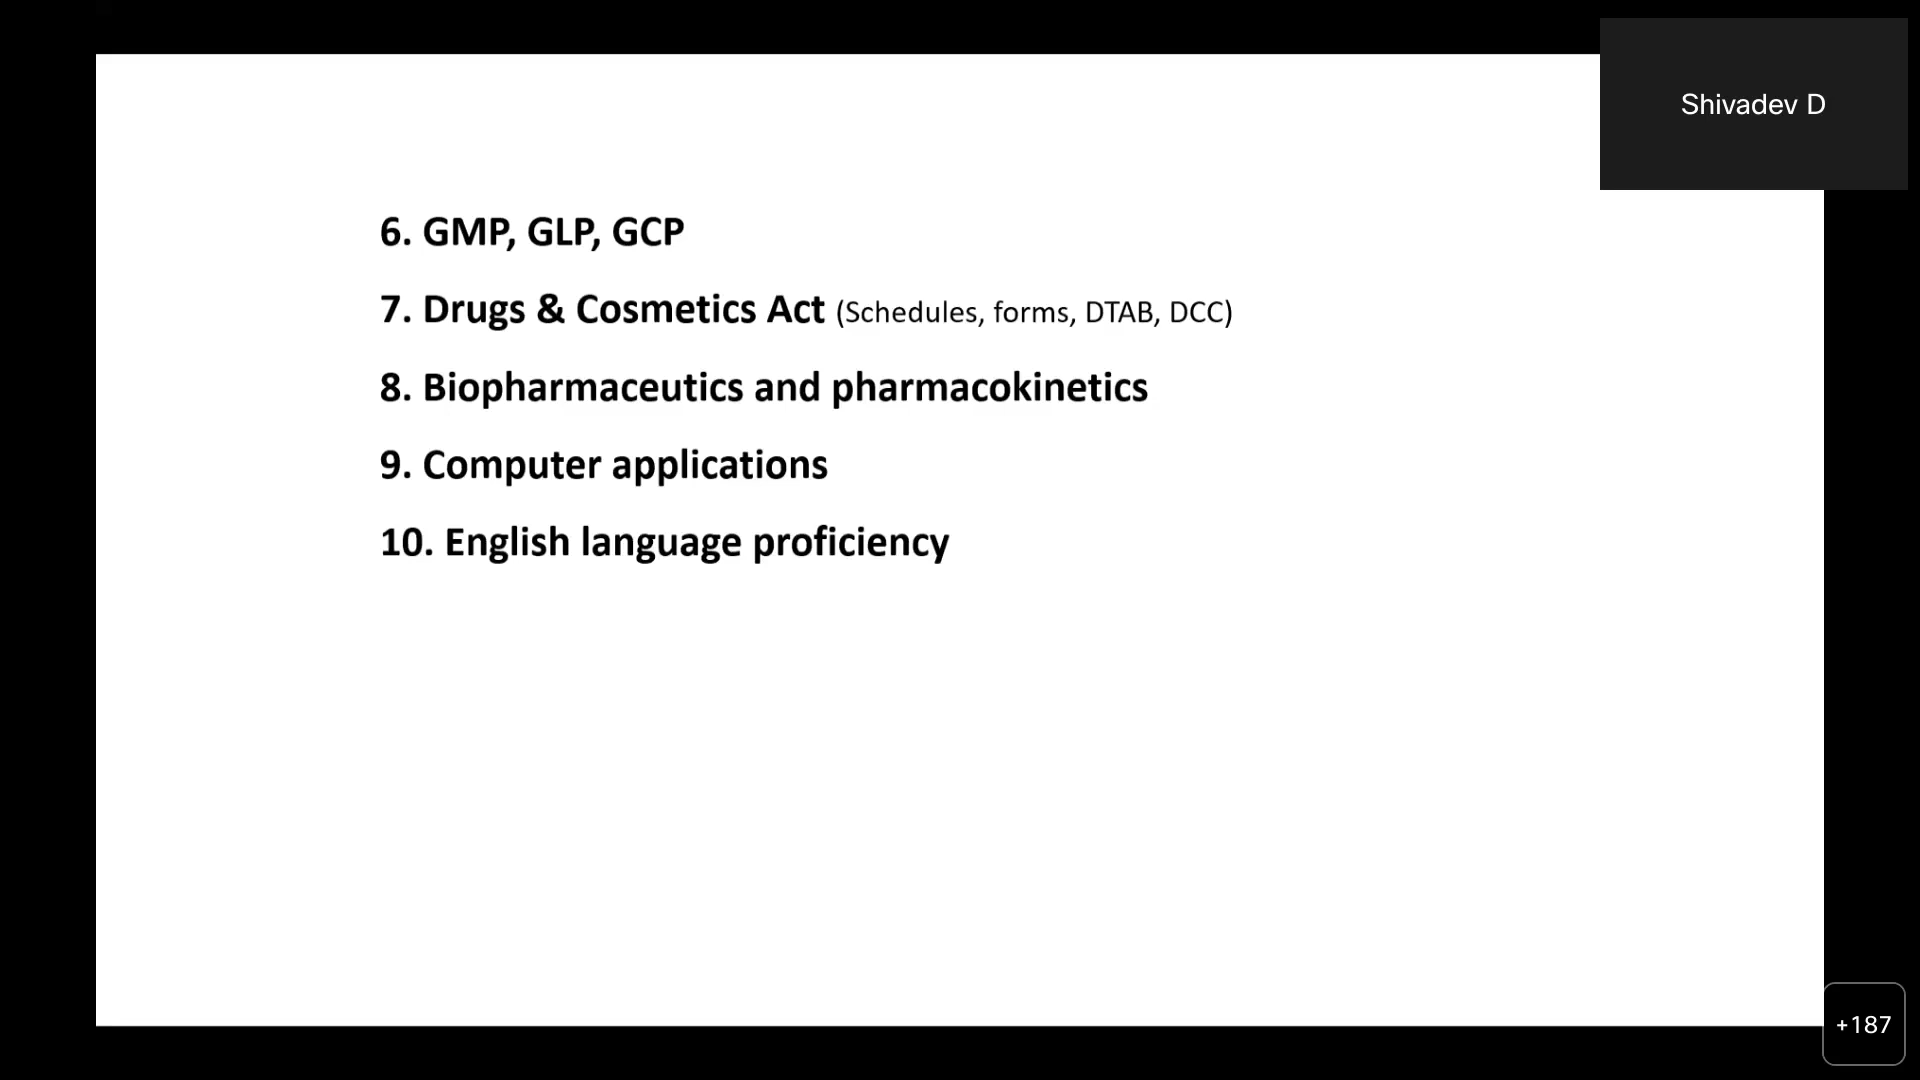 Shivadev D
6. GMP, GLP, GCP
7. Drugs & Cosmetics Act (Schedules, forms, DTAB, DCC)
8. Biopharmaceutics and pharmacokinetics
9. Computer applications
10. English language proficiency
+187